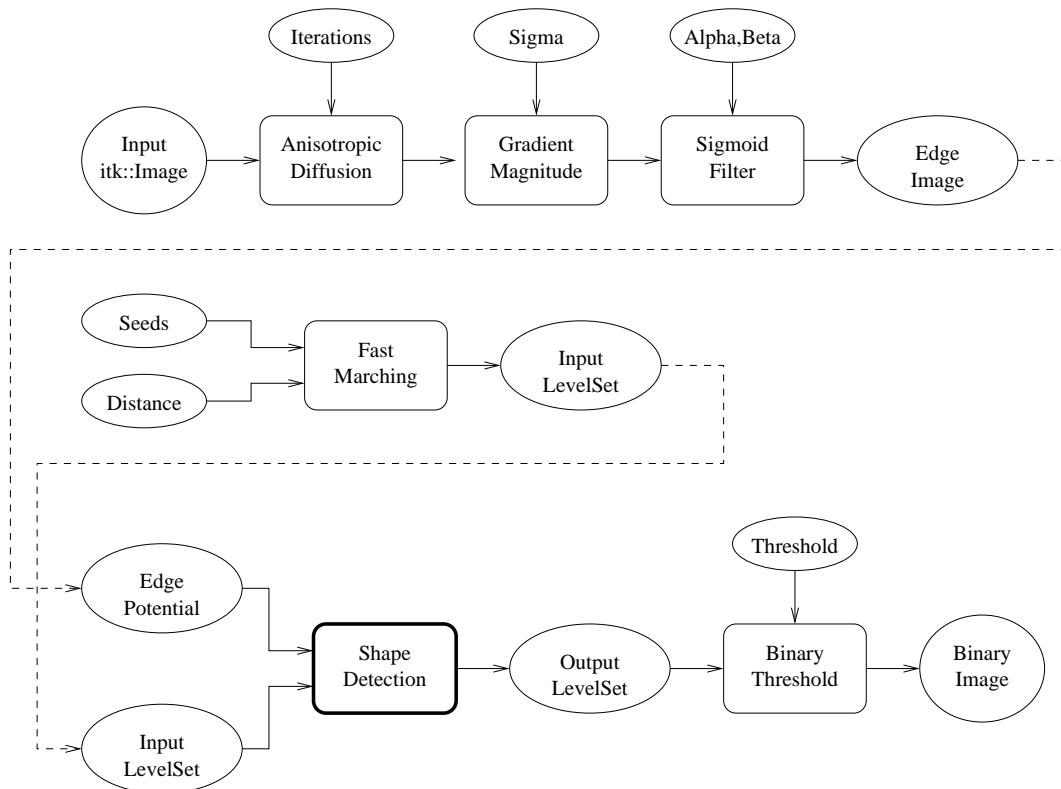 Iterations
Sigma
Alpha,Beta
Input
itk::Image
Anisotropic
Diffusion
Gradient
Magnitude
Sigmoid
Filter
Edge
Image
Seeds
Distance
Fast
Marching
Input
LevelSet
Threshold
Edge
Potential
Input
LevelSet
Shape
Detection
Output
LevelSet
Binary
Threshold
Binary
Image